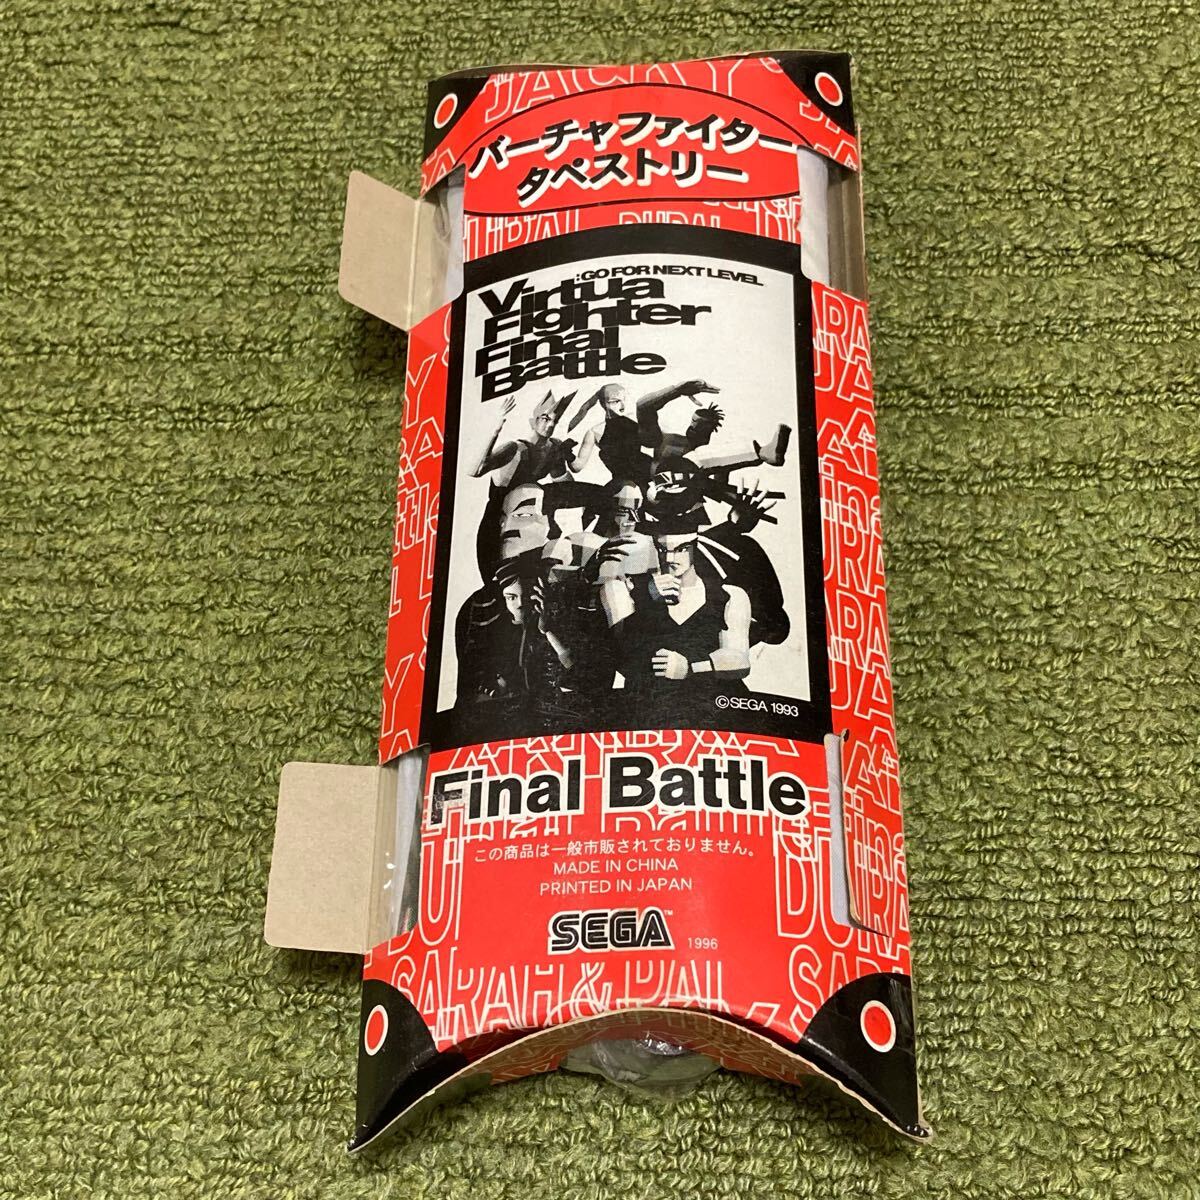 JACKY
バーチャファイター
タペストリー
:GO FOR NEXT LEVEL
Virtua
Fighter
Final
Battle
©SEGA 1993
Final Battle
この商品は一般市販されておりません。
MADE IN CHINA
PRINTED IN JAPAN
SEGA™ 1996
SARAH & PAI